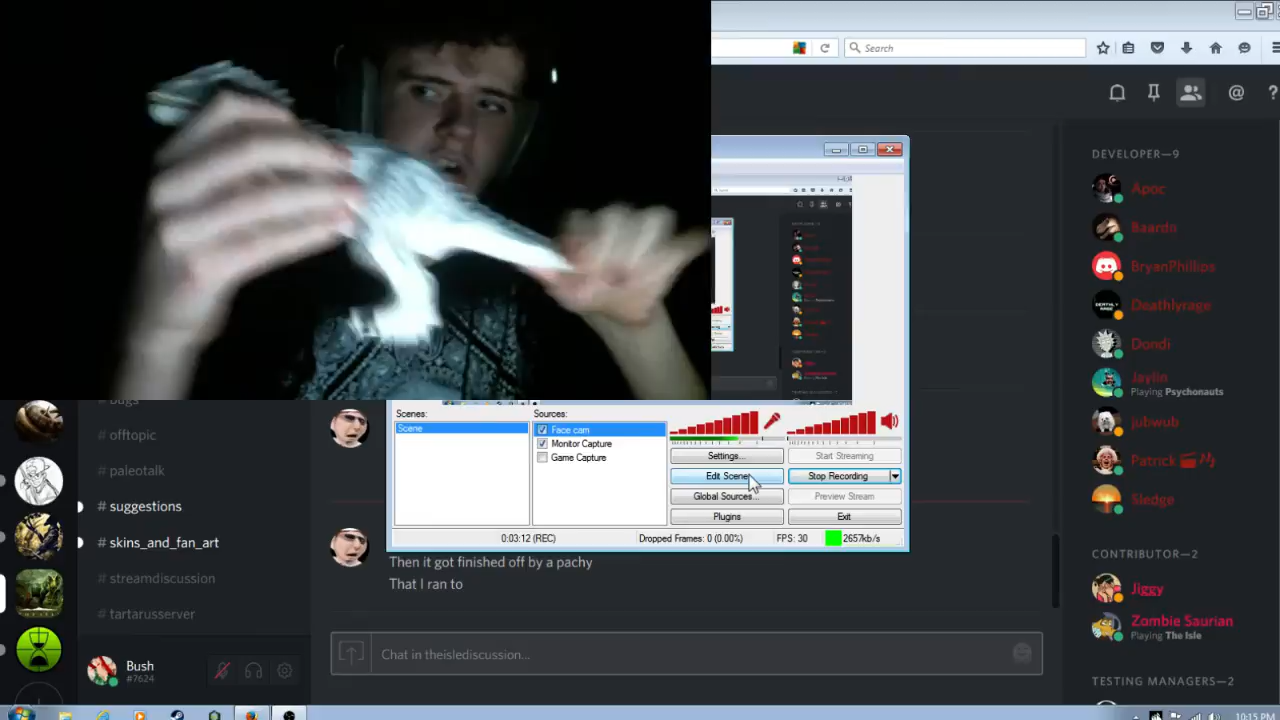 Search
DEVELOPER—9
Apoc
Baardo
BryanPhillips
Deathlyrage
Dondi
Jaylin
Playing Psychonauts
jubwub
Patrick
Sledge
CONTRIBUTOR—2
Jiggy
Zombie Saurian
Playing The Isle
TESTING MANAGERS—2
bugs
# offtopic
# paleotalk
# suggestions
# skins_and_fan_art
# streamdiscussion
# tartarusserver
Bush
#7624
Scenes:
Scene
Sources:
Face cam
Monitor Capture
Game Capture
Settings...
Start Streaming
Edit Scene
Stop Recording
Global Sources...
Preview Stream
Plugins
Exit
0:03:12 (REC)
Dropped Frames: 0 (0.00%)
FPS: 30
2657kb/s
Then it got finished off by a pachy
That I ran to
Chat in theislediscussion...
10:15 PM